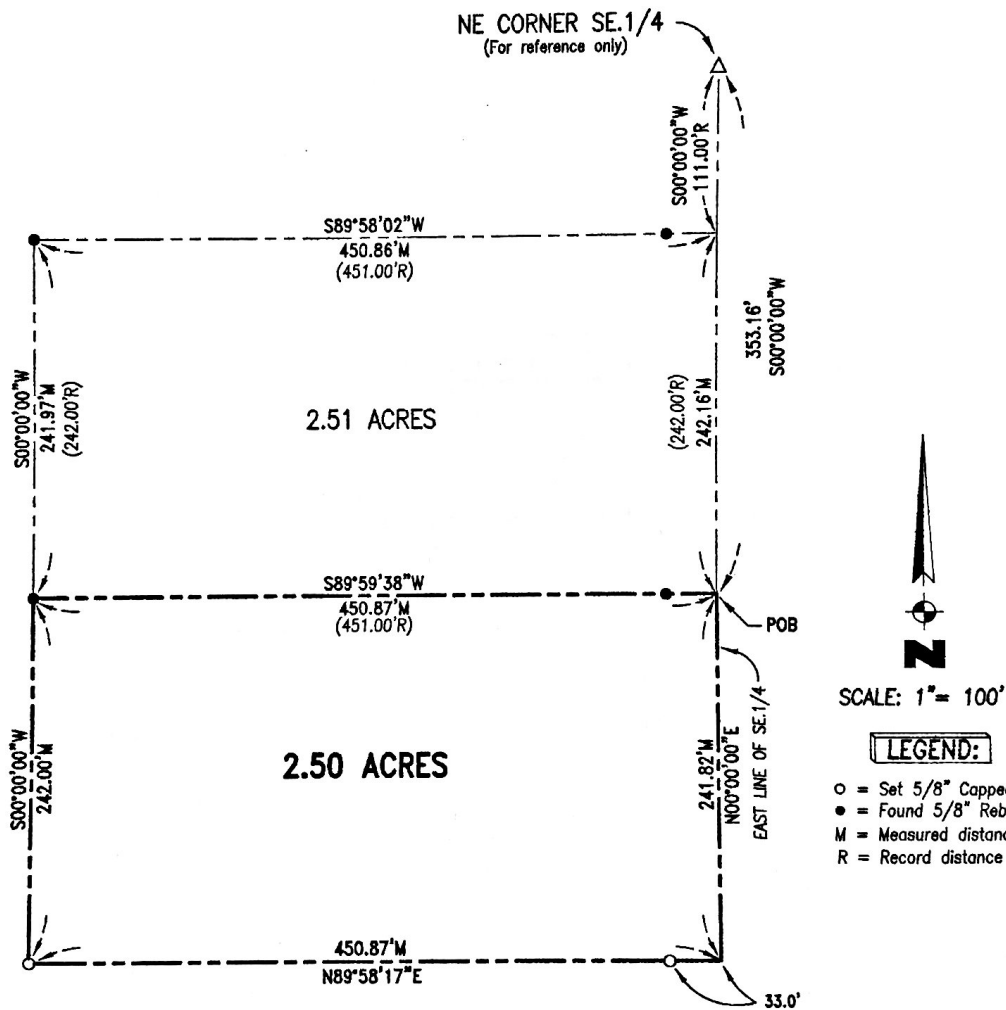 NE CORNER SE.1/4
(For reference only)
S00°00'00"W
111.00'R
S89°58'02"W
450.86'M
(451.00'R)
353.16'
S00°00'00"W
S00°00'00"W
241.97'M
(242.00'R)
2.51 ACRES
(242.00'R)
242.16'M
S89°59'38"W
450.87'M
(451.00'R)
POB
N
SCALE: 1"= 100'
LEGEND:
○ = Set 5/8" Cappe
● = Found 5/8" Reb
M = Measured distanc
R = Record distance
S00°00'00"W
242.00'M
2.50 ACRES
241.82'M
N00°00'00"E
EAST LINE OF SE.1/4
450.87'M
N89°58'17"E
33.0'